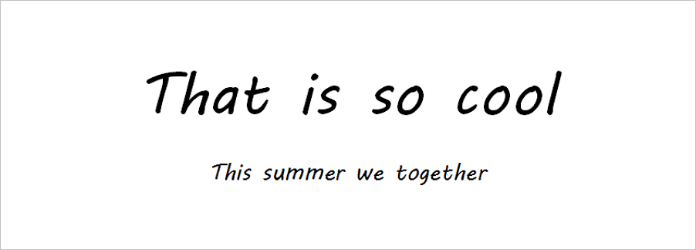 That is so cool
This summer we together